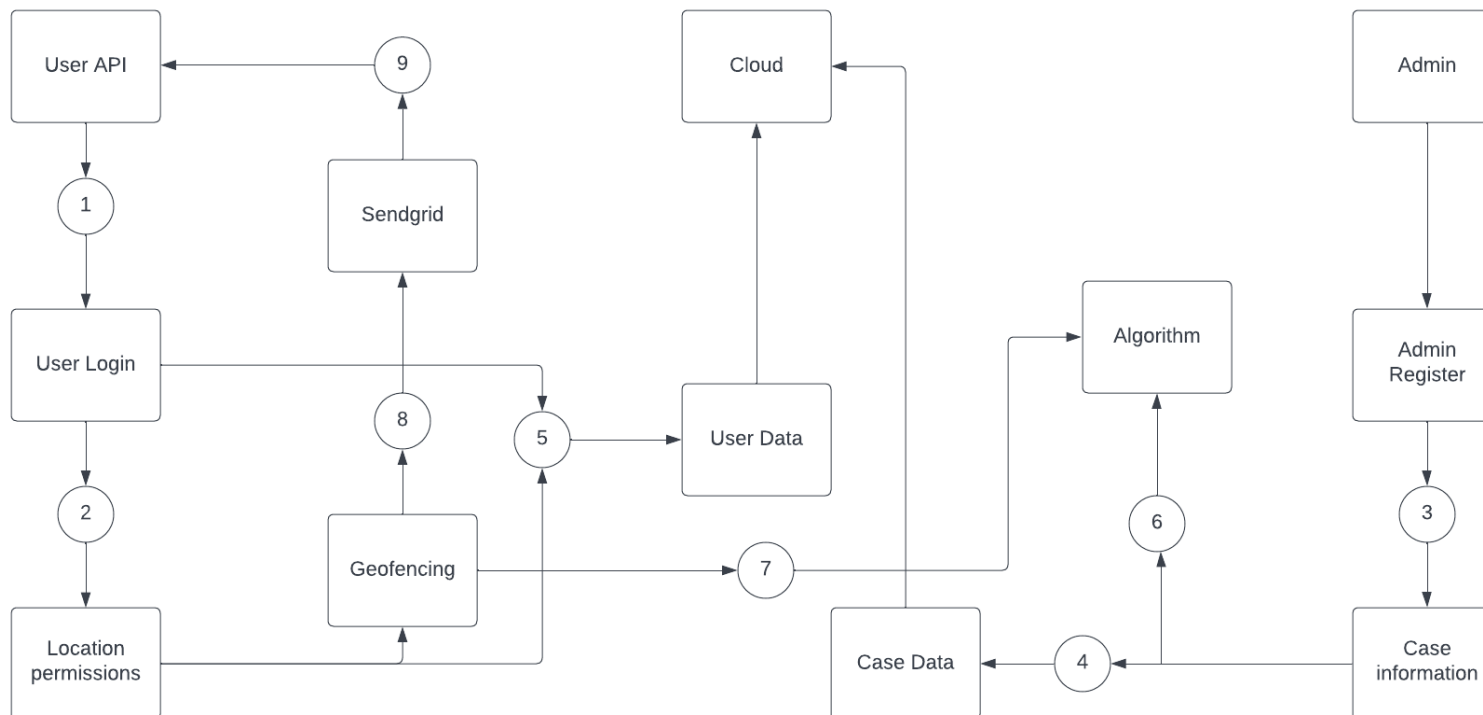 User API
9
Cloud
Admin
1
Sendgrid
User Login
Algorithm
Admin
Register
8
5
User Data
2
6
3
Geofencing
7
Location
permissions
Case Data
4
Case
information